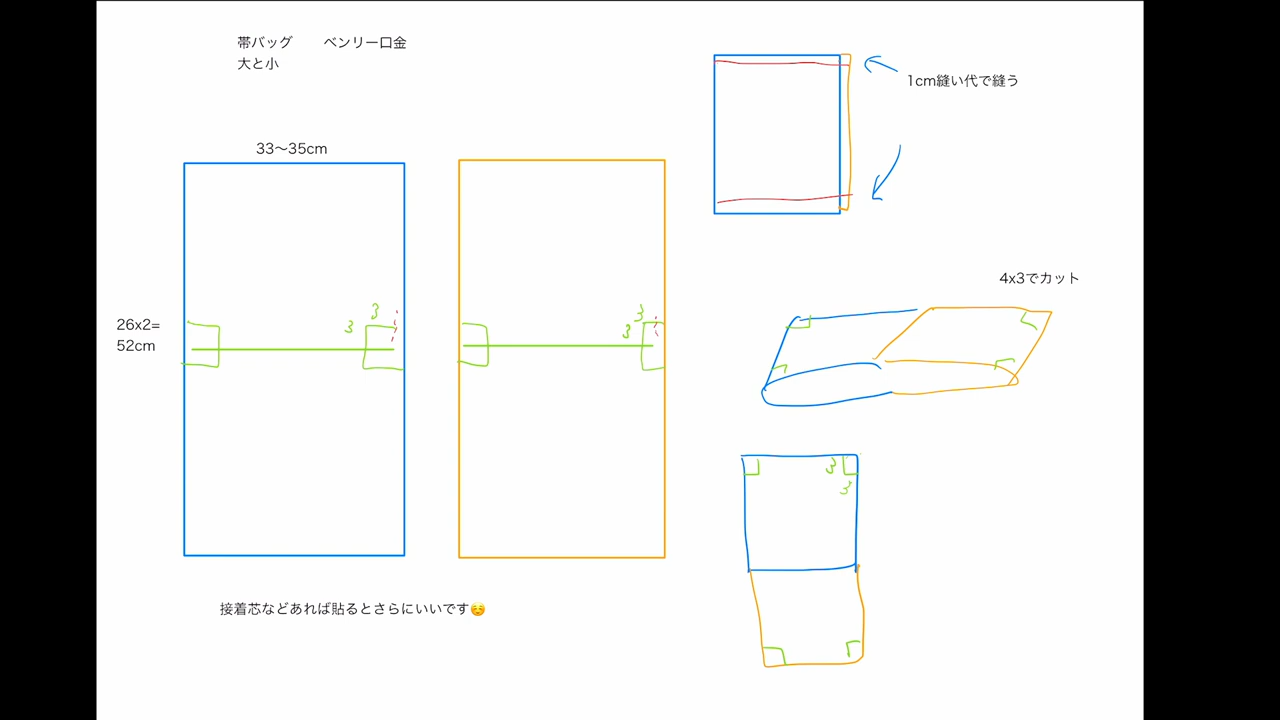 帯バッグ　　ベンリー口金
大と小
1cm縫い代で縫う
33〜35cm
4x3でカット
3
3
3
3
26x2=
52cm
3
3
接着芯などあれば貼るとさらにいいです☺️